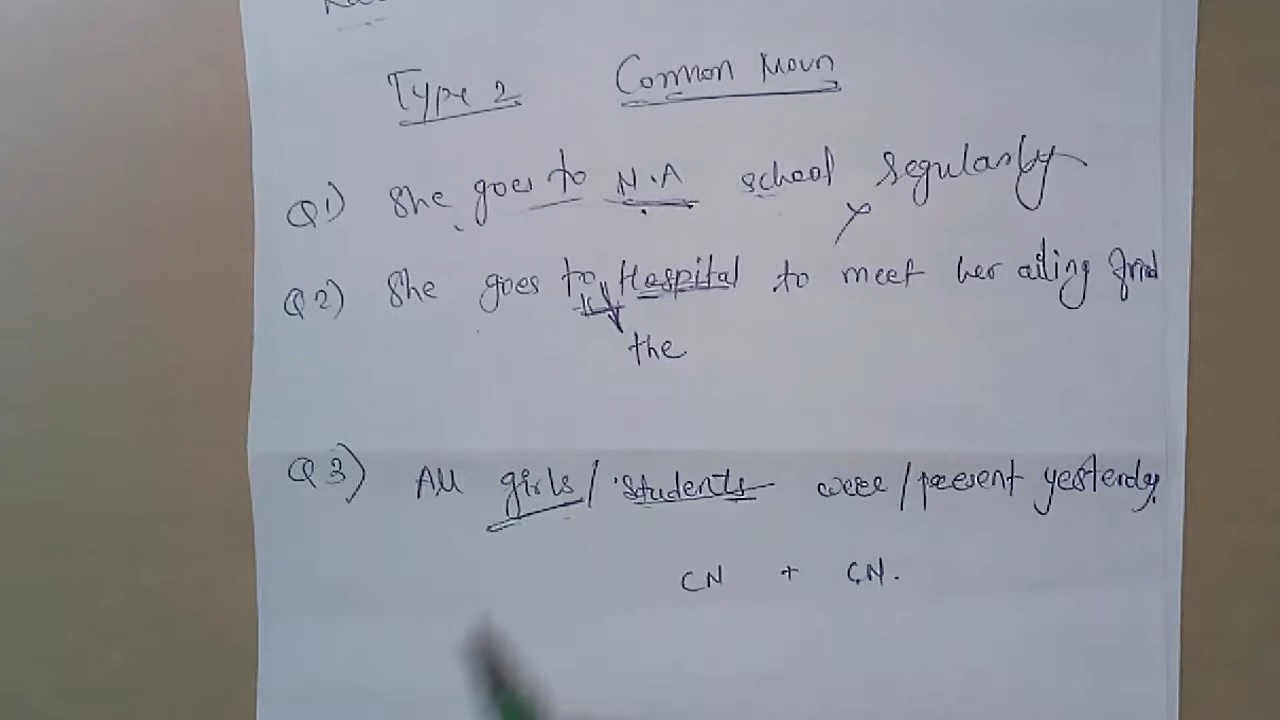 Type 2 Common Noun
Q1) She goes to N.A school regularly
Q2) She goes to Hospital to meet her ailing
the
Q3) All girls/ students were / present yesterday
CN + CN.